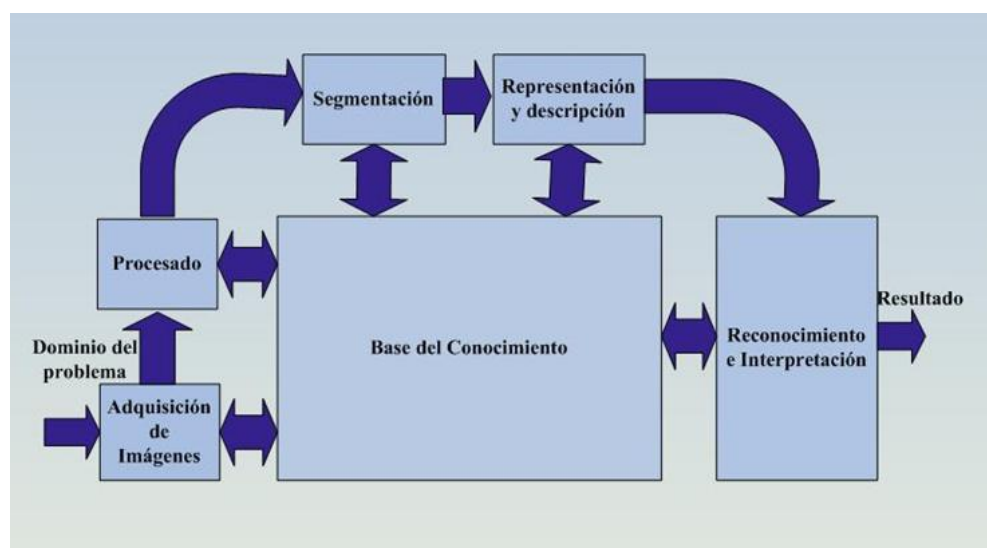 Segmentación
Representación
y descripción
Procesado
Base del Conocimiento
Resultado
Reconocimiento
e Interpretación
Dominio del
problema
Adquisición
de
Imágenes